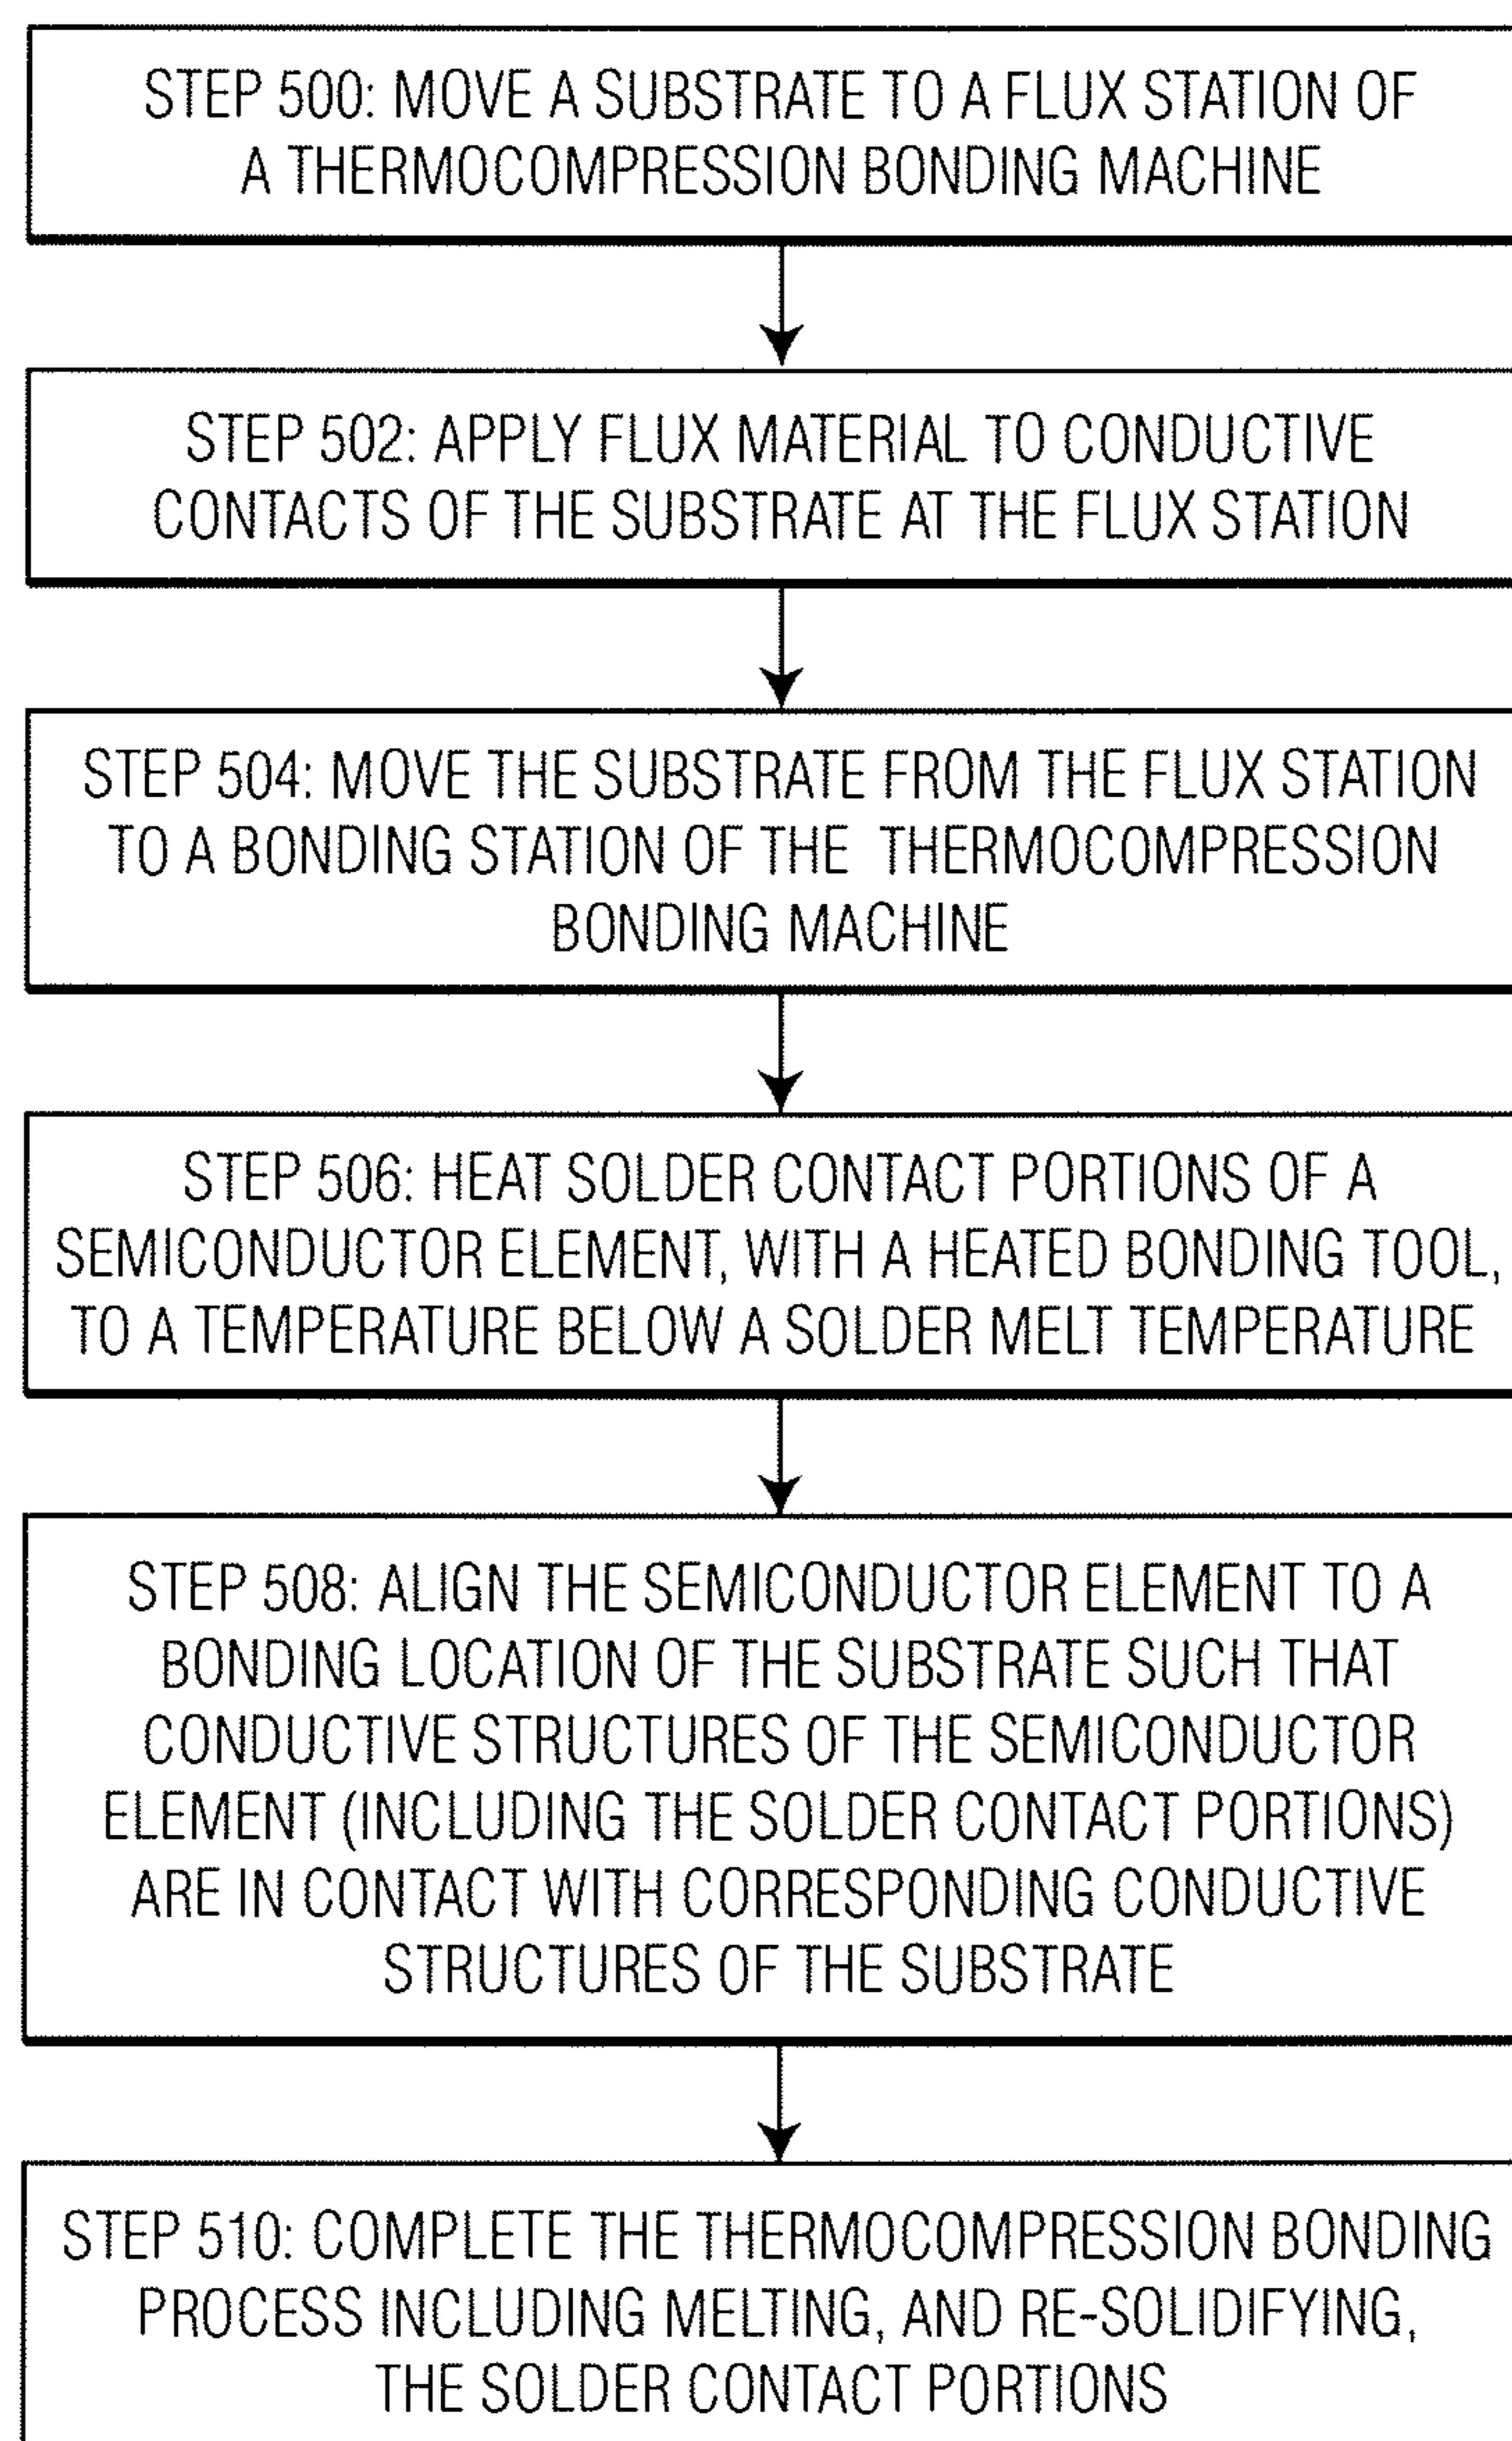 STEP 500: MOVE A SUBSTRATE TO A FLUX STATION OF
A THERMOCOMPRESSION BONDING MACHINE
STEP 502: APPLY FLUX MATERIAL TO CONDUCTIVE
CONTACTS OF THE SUBSTRATE AT THE FLUX STATION
STEP 504: MOVE THE SUBSTRATE FROM THE FLUX STATION
TO A BONDING STATION OF THE THERMOCOMPRESSION
BONDING MACHINE
STEP 506: HEAT SOLDER CONTACT PORTIONS OF A
SEMICONDUCTOR ELEMENT, WITH A HEATED BONDING TOOL,
TO A TEMPERATURE BELOW A SOLDER MELT TEMPERATURE
STEP 508: ALIGN THE SEMICONDUCTOR ELEMENT TO A
BONDING LOCATION OF THE SUBSTRATE SUCH THAT
CONDUCTIVE STRUCTURES OF THE SEMICONDUCTOR
ELEMENT (INCLUDING THE SOLDER CONTACT PORTIONS)
ARE IN CONTACT WITH CORRESPONDING CONDUCTIVE
STRUCTURES OF THE SUBSTRATE
STEP 510: COMPLETE THE THERMOCOMPRESSION BONDING
PROCESS INCLUDING MELTING, AND RE-SOLIDIFYING,
THE SOLDER CONTACT PORTIONS